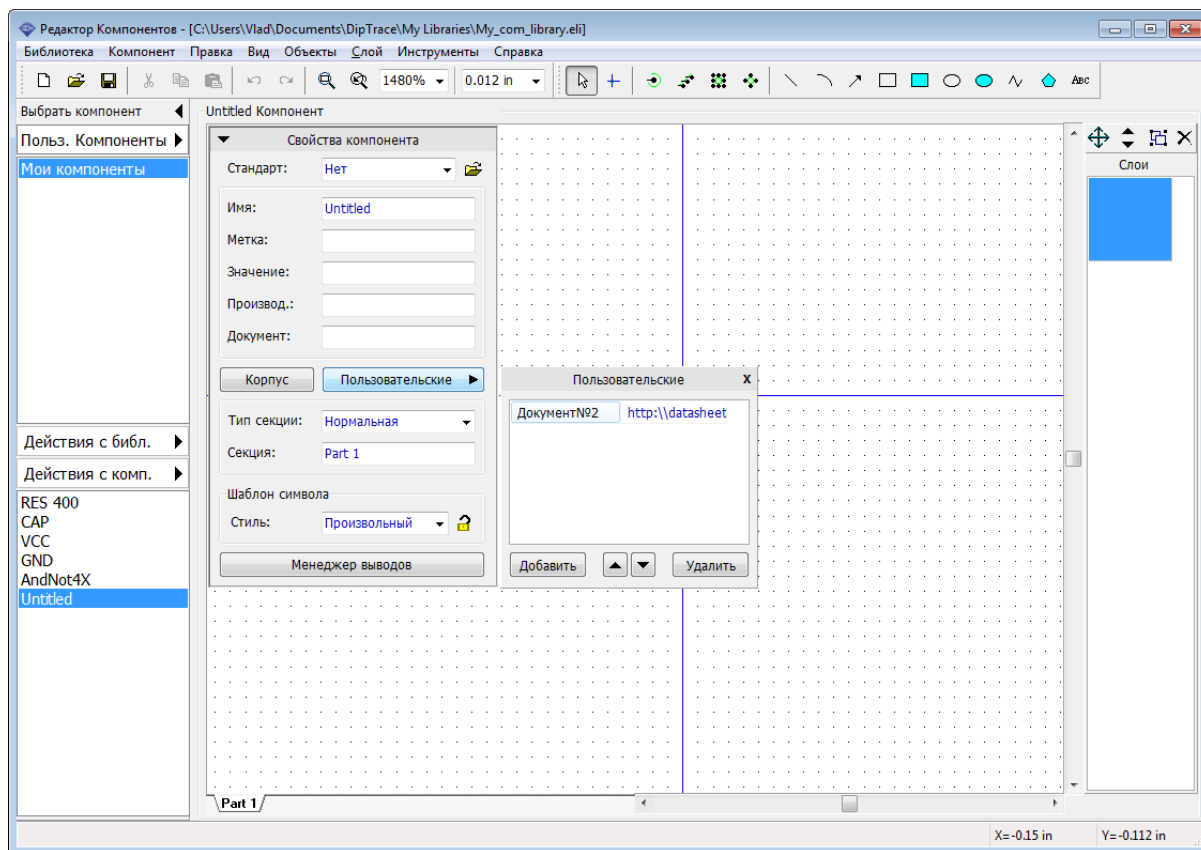 Редактор Компонентов - [C:\Users\Vlad\Documents\DipTrace\My Libraries\My_com_library.eli]
Библиотека Компонент Правка Вид Объекты Слой Инструменты Справка
1480% 0.012 in ABC
Выбрать компонент
Untitled Компонент
Польз. Компоненты
Мои компоненты
Свойства компонента
Стандарт: Нет
Имя: Untitled
Метка:
Значение:
Производ.:
Документ:
Корпус Пользовательские
Тип секции: Нормальная
Секция: Part 1
Шаблон символа
Стиль: Произвольный
Менеджер выводов
Пользовательские X
Документ№2 http:\\datasheet
Добавить Удалить
Слои
Действия с библ.
Действия с комп.
RES 400
CAP
VCC
GND
AndNot4X
Untitled
Part 1
X=-0.15 in Y=-0.112 in